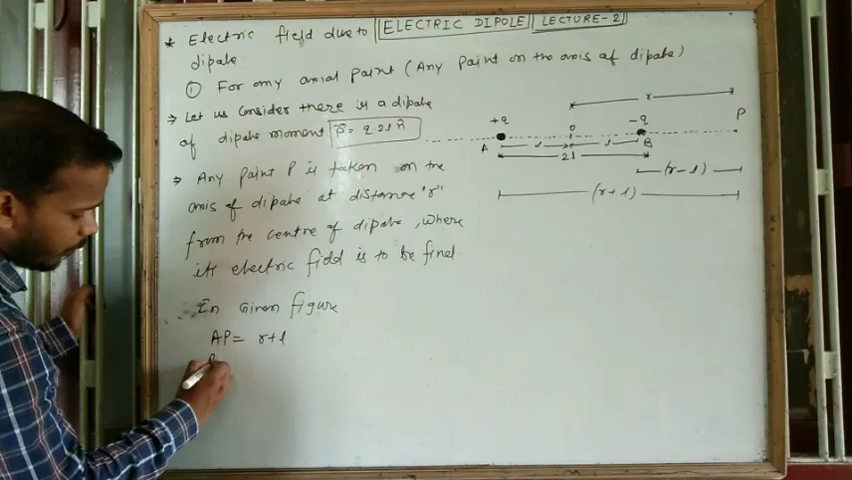 * Electric field due to ELECTRIC DIPOLE LECTURE-2
dipole
① For any axial point (Any point on the axis of dipole)
⇒ Let us consider there is a dipole
of dipole moment
⇒ Any point P is taken on the
axis of dipole at distance "r"
from the centre of dipole, where
its electric field is to be find.
In Given figure
AP = r+l
r
+q O -q P
A l l B
2l
(r-l)
(r+l)